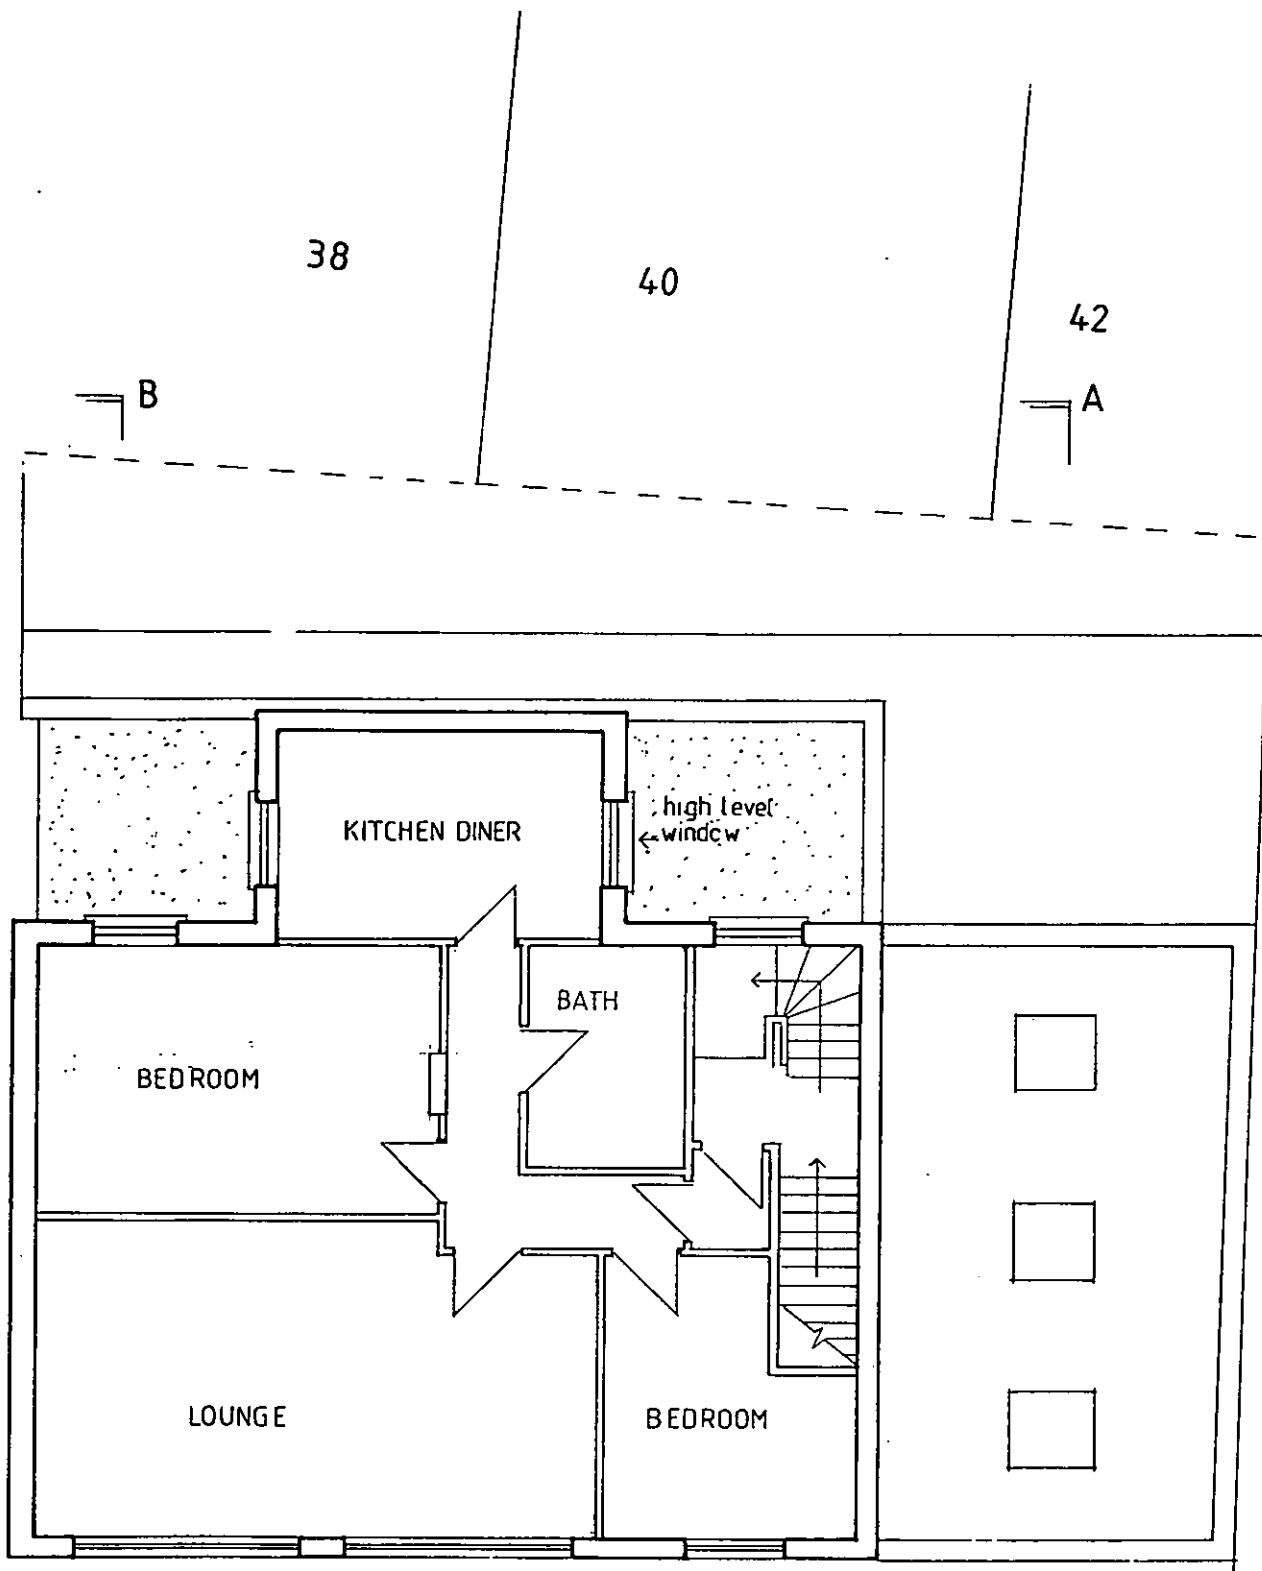 38
40
42
B
A
high level
window
KITCHEN DINER
BATH
BEDROOM
LOUNGE
BEDROOM